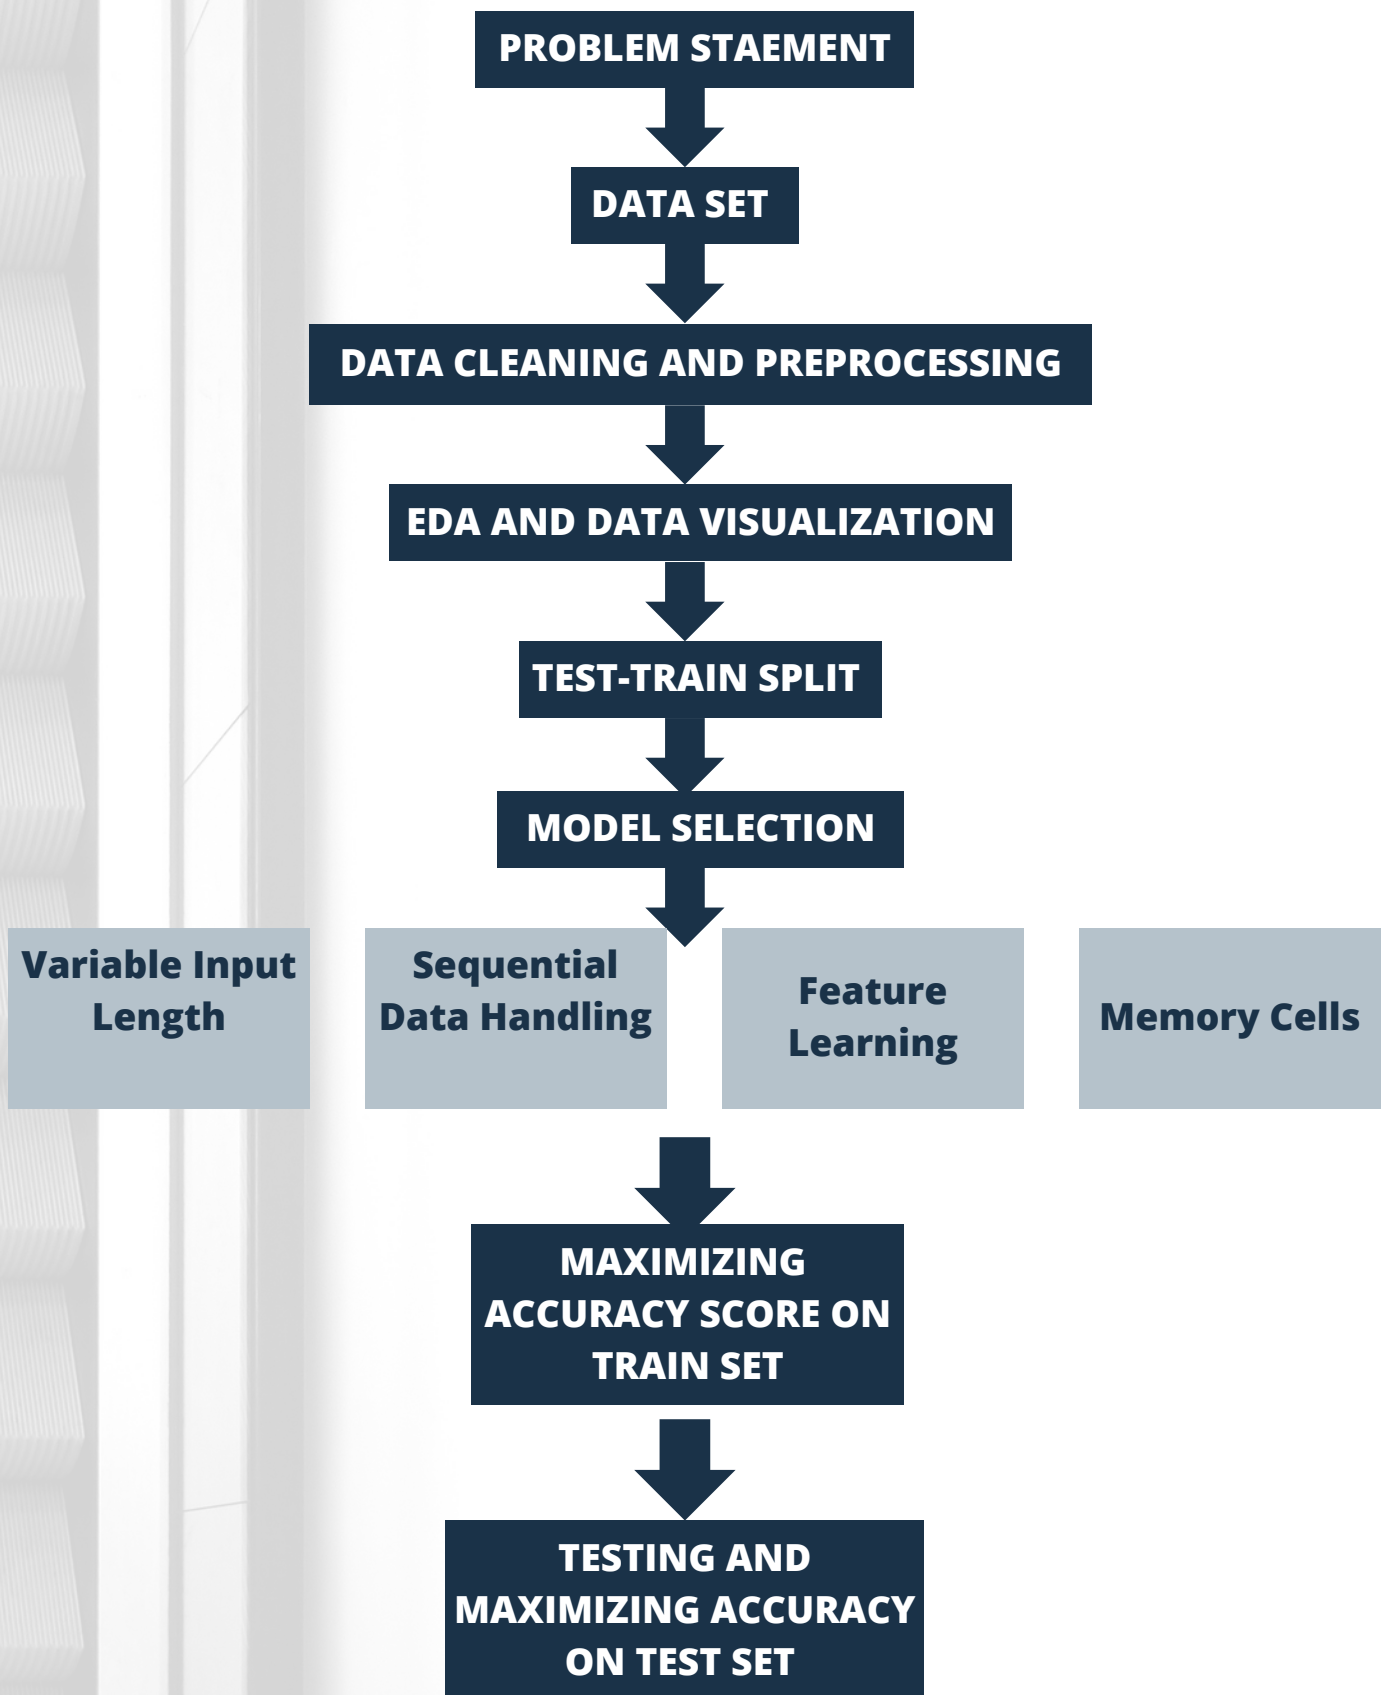 PROBLEM STAEMENT
DATA SET
DATA CLEANING AND PREPROCESSING
EDA AND DATA VISUALIZATION
TEST-TRAIN SPLIT
MODEL SELECTION
Variable Input
Length
Sequential
Data Handling
Feature
Learning
Memory Cells
MAXIMIZING
ACCURACY SCORE ON
TRAIN SET
TESTING AND
MAXIMIZING ACCURACY
ON TEST SET